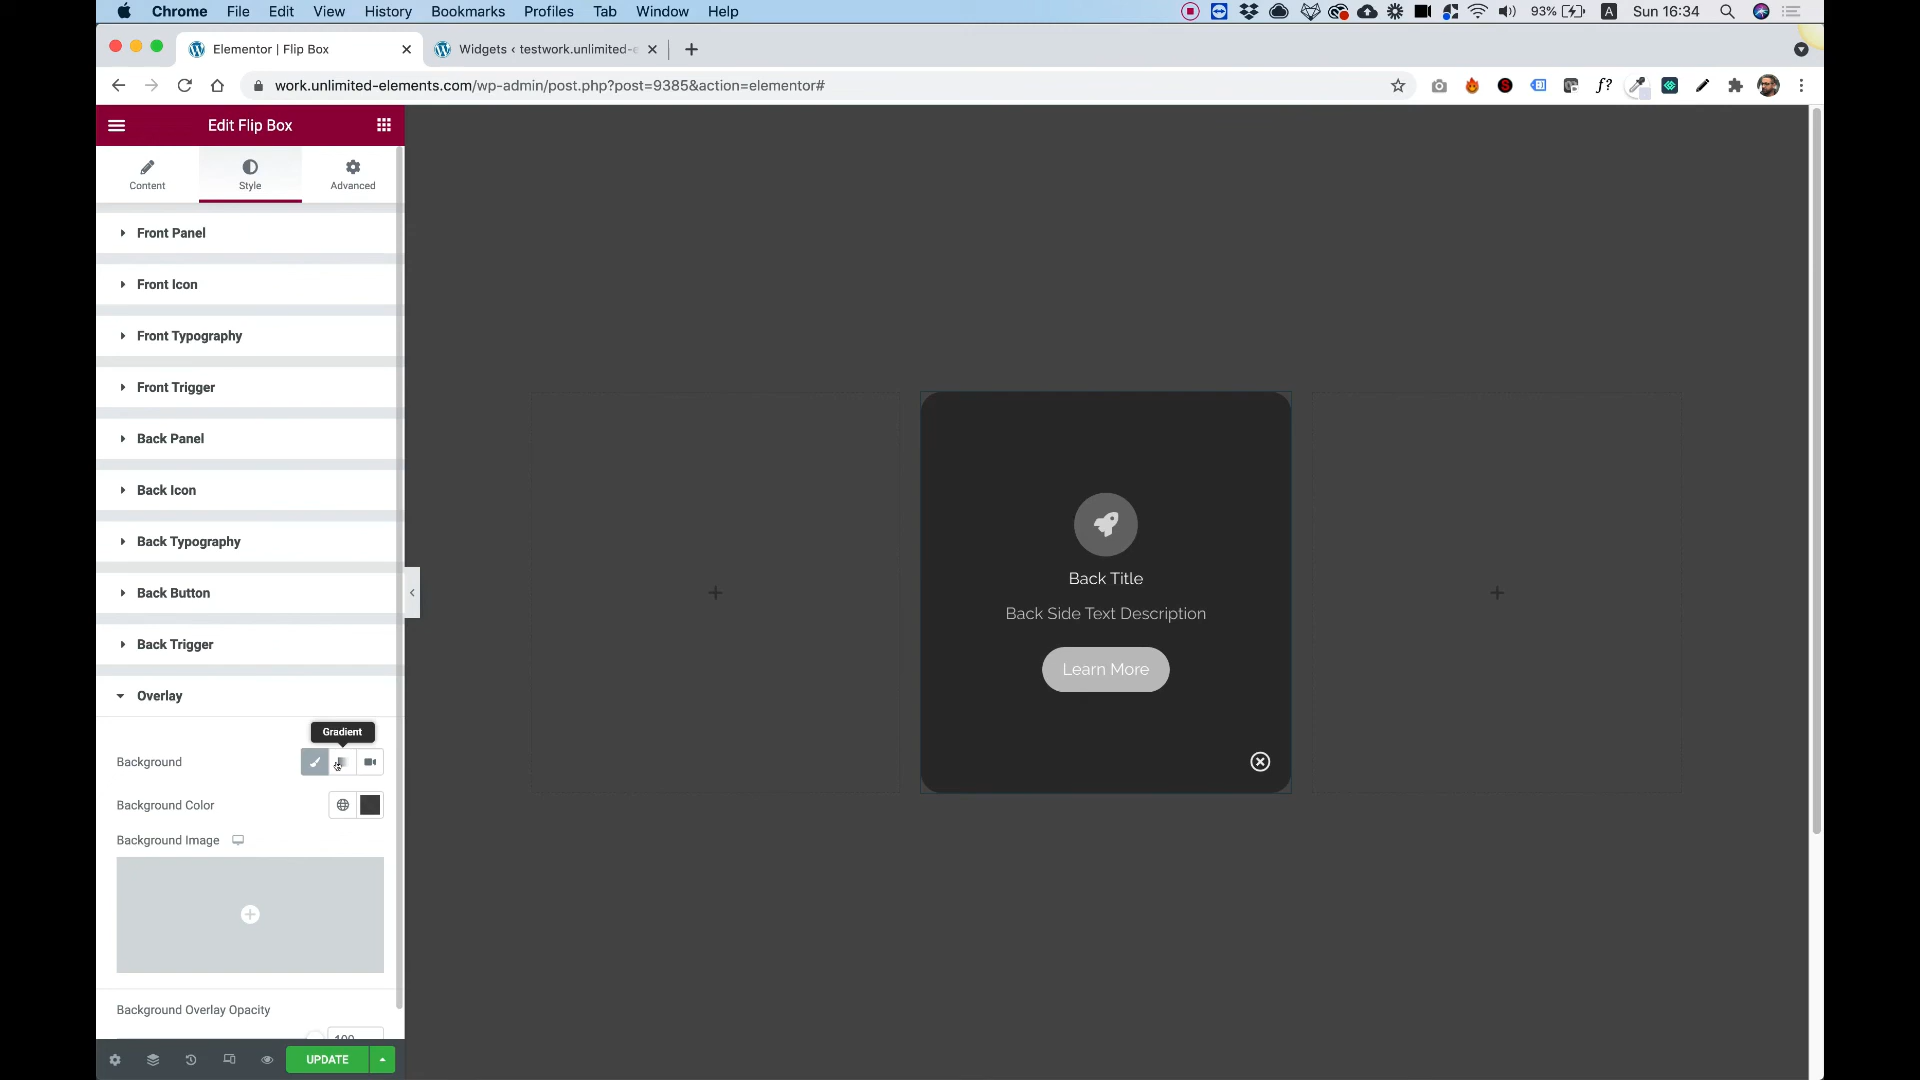 Chrome File Edit View History Bookmarks Profiles Tab Window Help 93% A Sun 16:34
Elementor | Flip Box Widgets ‹ testwork.unlimited-e
work.unlimited-elements.com/wp-admin/post.php?post=9385&action=elementor# f?
Edit Flip Box
Content Style Advanced
Front Panel
Front Icon
Front Typography
Front Trigger
Back Panel
Back Icon
Back Typography
Back Button
Back Trigger
Overlay
Gradient
Background
Background Color
Background Image
Background Overlay Opacity
100
UPDATE
Back Title
Back Side Text Description
Learn More